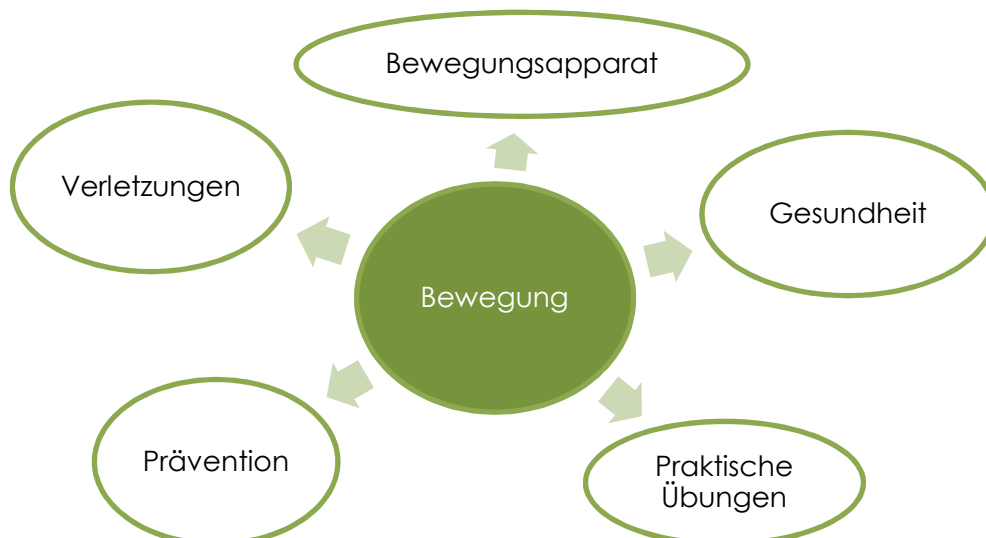 Bewegungsapparat
Verletzungen
Gesundheit
Bewegung
Prävention
Praktische
Übungen